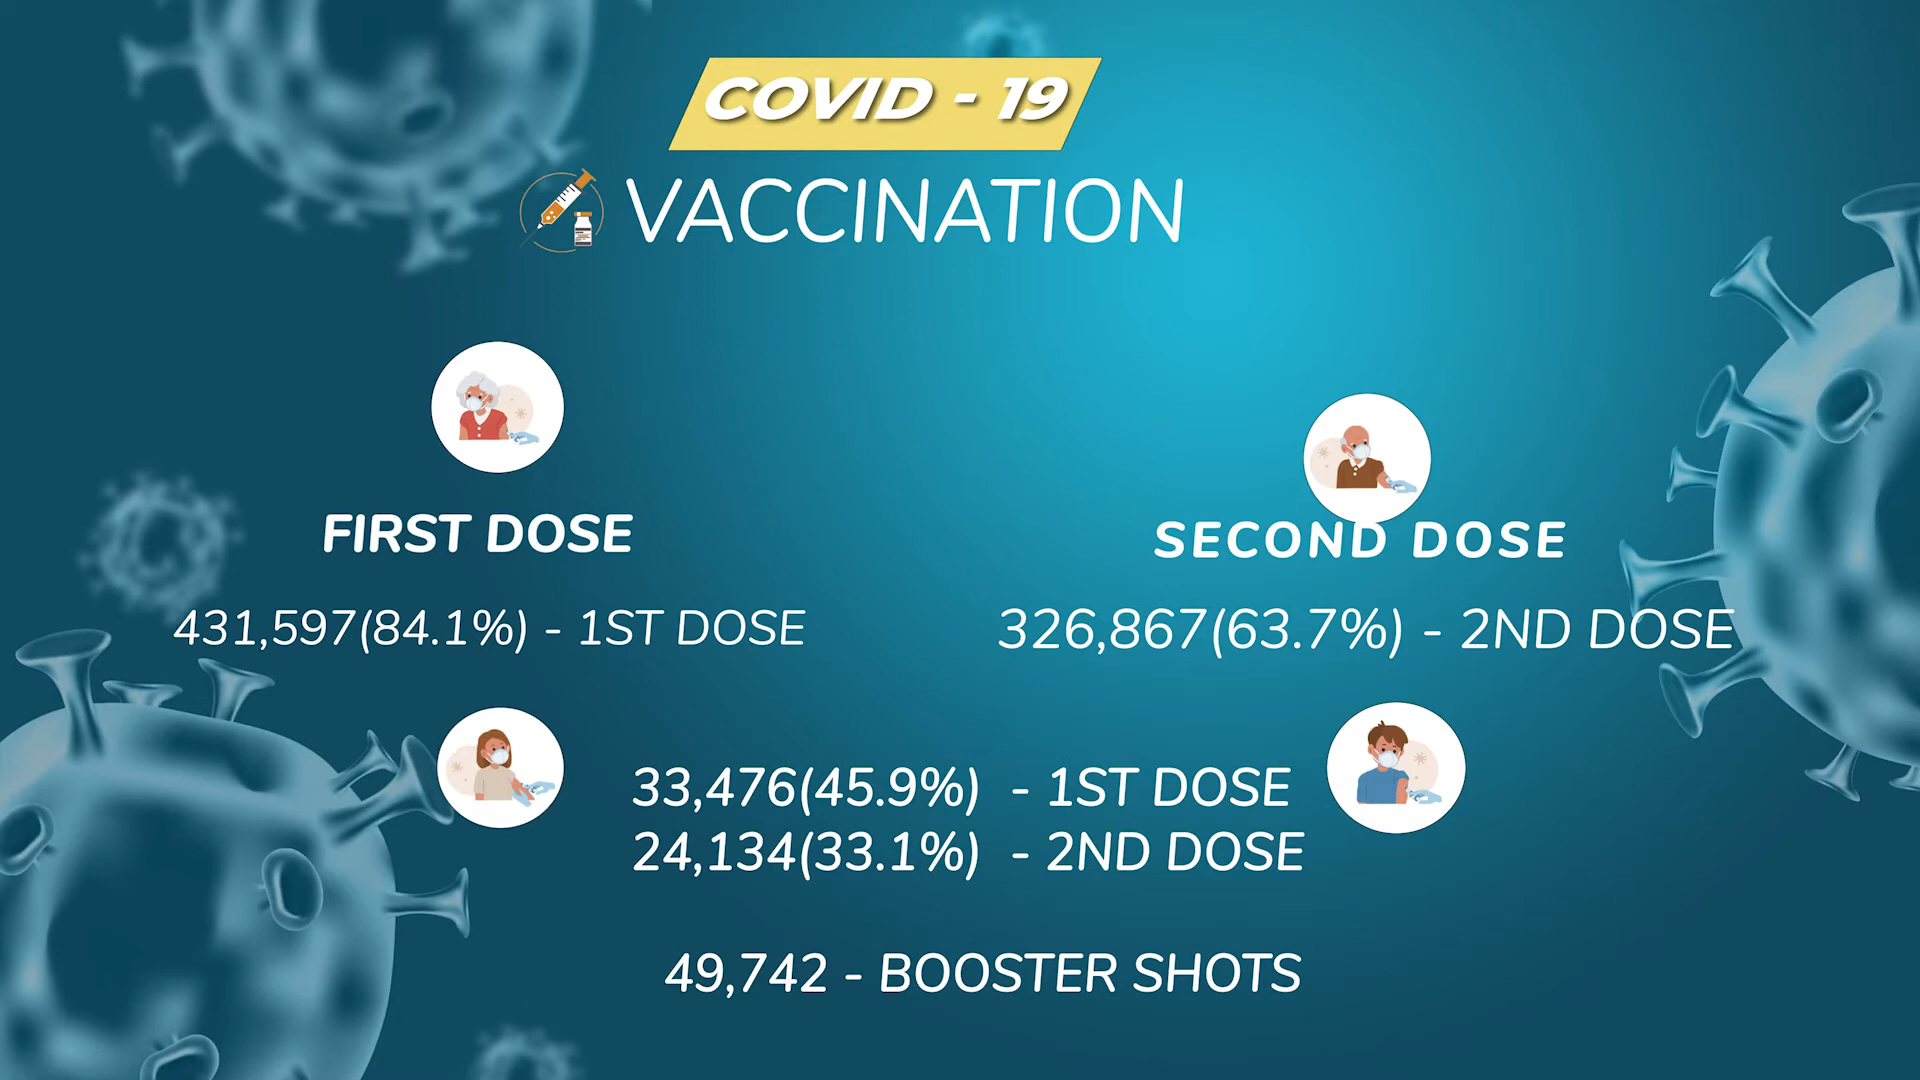 COVID - 19
VACCINATION
FIRST DOSE
431,597(84.1%) - 1ST DOSE
SECOND DOSE
326,867(63.7%) - 2ND DOSE
33,476(45.9%) - 1ST DOSE
24,134(33.1%) - 2ND DOSE
49,742 - BOOSTER SHOTS